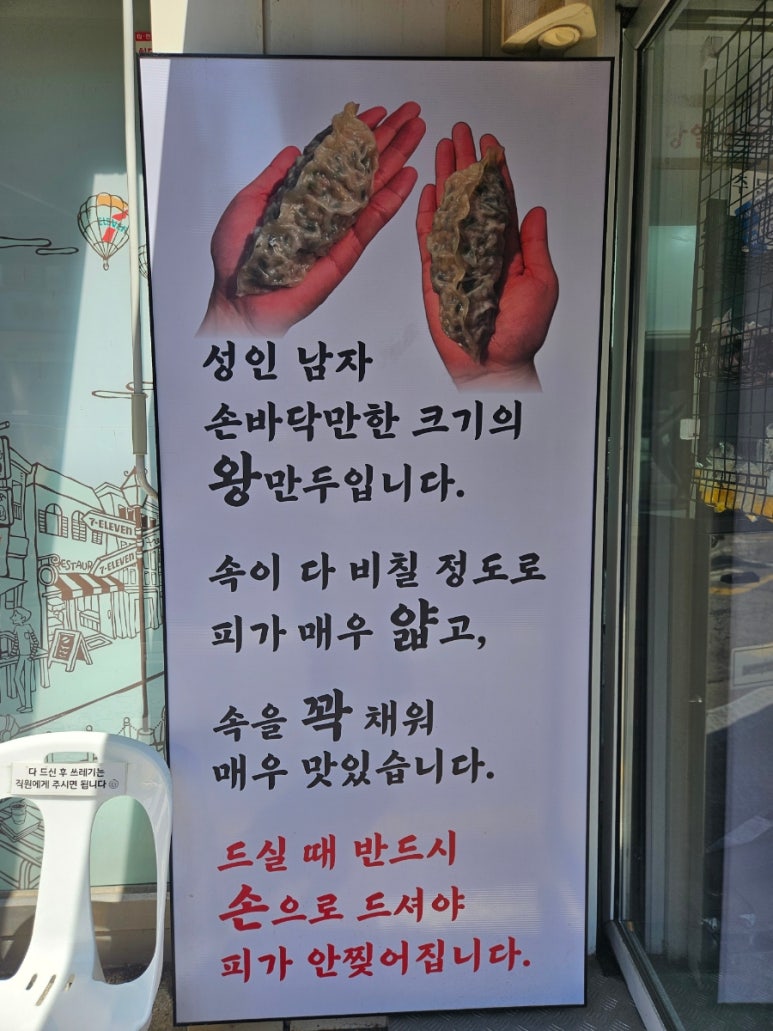 성인 남자
손바닥만한 크기의
왕만두입니다.
속이 다 비칠 정도로
피가 매우 얇고,
속을 꽉 채워
매우 맛있습니다.
드실 때 반드시
손으로 드셔야
피가 안찢어집니다.
다 드신 후 쓰레기는
직원에게 주시면 됩니다
7-ELEVEN
7-ELEVEN